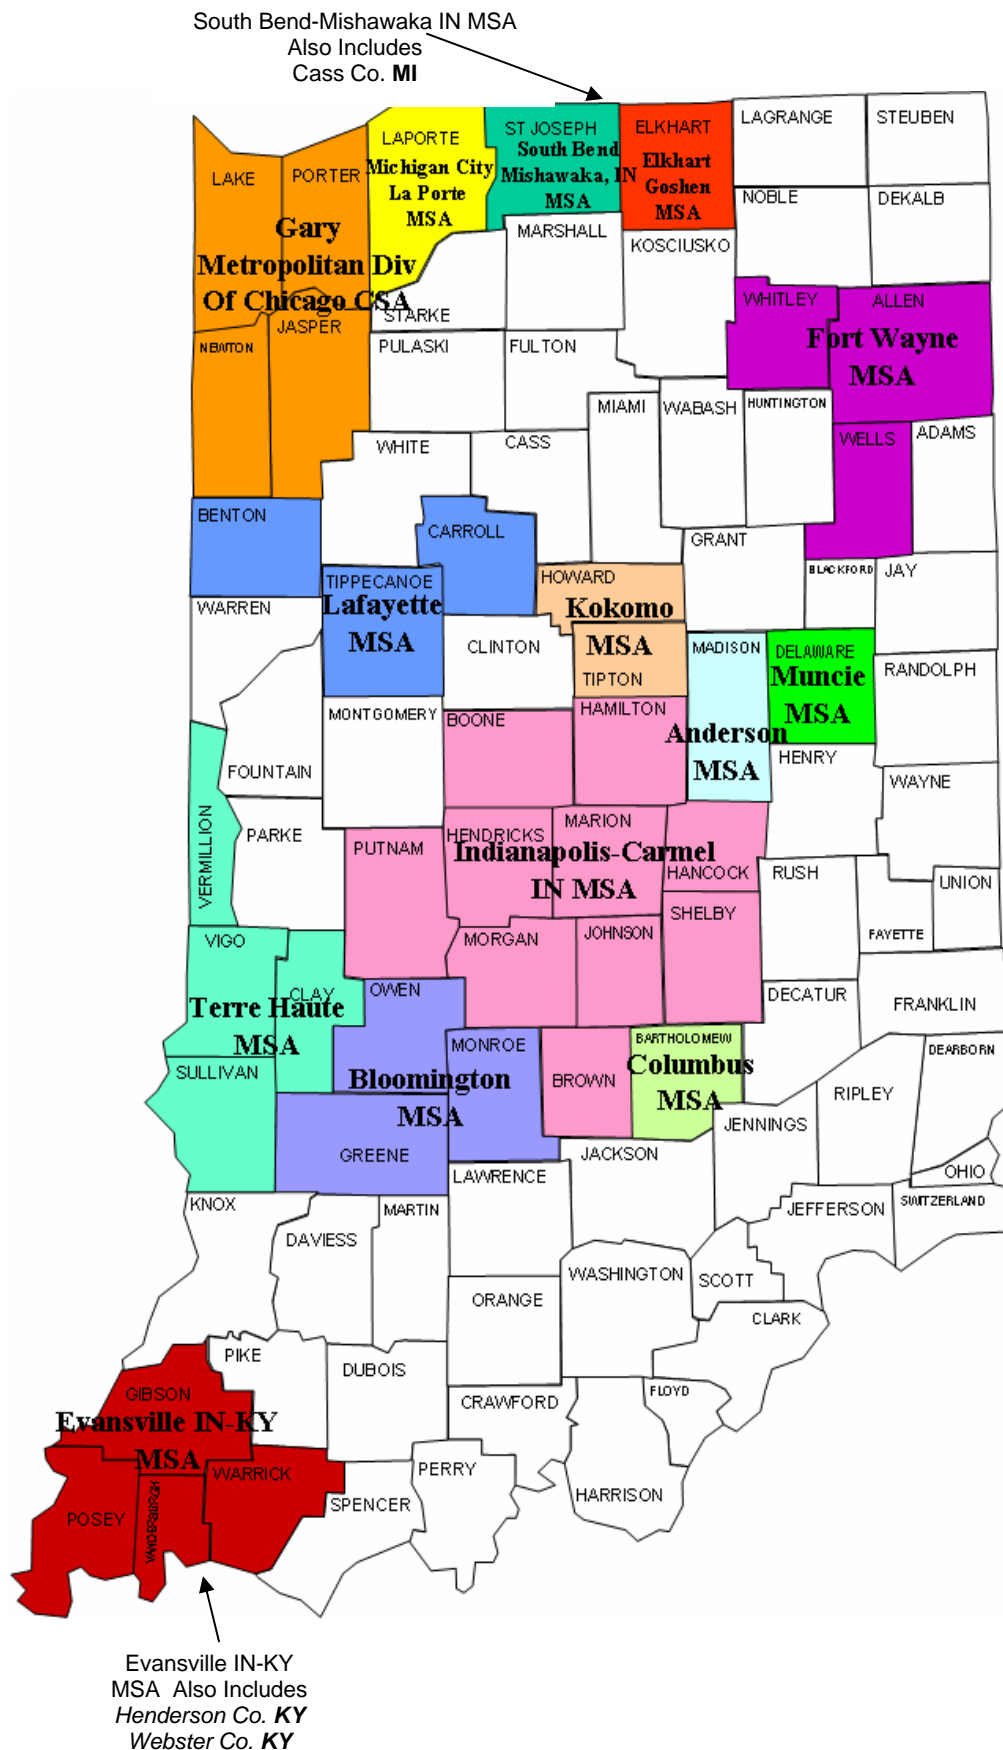 South Bend-Mishawaka IN MSA
Also Includes
Cass Co. MI
LAKE
PORTER
LAPORTE
Michigan City
La Porte
MSA
ST JOSEPH
South Bend
Mishawaka, IN
MSA
ELKHART
Elkhart
Goshen
MSA
LAGRANGE
STEUBEN
NOBLE
DEKALB
Gary
Metropolitan Div
Of Chicago CSA
MARSHALL
KOSCIUSKO
STARKE
JASPER
NEWTON
PULASKI
FULTON
WHITLEY
ALLEN
Fort Wayne
MSA
MIAMI
WABASH
HUNTINGTON
WELLS
ADAMS
WHITE
CASS
BENTON
CARROLL
GRANT
BLACKFORD
JAY
TIPPECANOE
Lafayette
MSA
HOWARD
Kokomo
MSA
TIPTON
WARREN
CLINTON
MADISON
Anderson
MSA
DELAWARE
Muncie
MSA
RANDOLPH
MONTGOMERY
BOONE
HAMILTON
FOUNTAIN
HENRY
WAYNE
VERMILLION
PARKE
PUTNAM
HENDRICKS
MARION
Indianapolis-Carmel
IN MSA
HANCOCK
RUSH
UNION
FAYETTE
SHELBY
VIGO
MORGAN
JOHNSON
CLAY
OWEN
Terre Haute
MSA
DECATUR
FRANKLIN
SULLIVAN
MONROE
Bloomington
MSA
BROWN
BARTHOLOMEW
Columbus
MSA
DEARBORN
RIPLEY
JENNINGS
GREENE
JACKSON
OHIO
KNOX
LAWRENCE
MARTIN
DAVIESS
JEFFERSON
SWITZERLAND
WASHINGTON
SCOTT
ORANGE
CLARK
PIKE
DUBOIS
GIBSON
Evansville IN-KY
MSA
CRAWFORD
FLOYD
WARRICK
PERRY
HARRISON
SPENCER
POSEY
VANDERBURGH
Evansville IN-KY
MSA Also Includes
Henderson Co. KY
Webster Co. KY